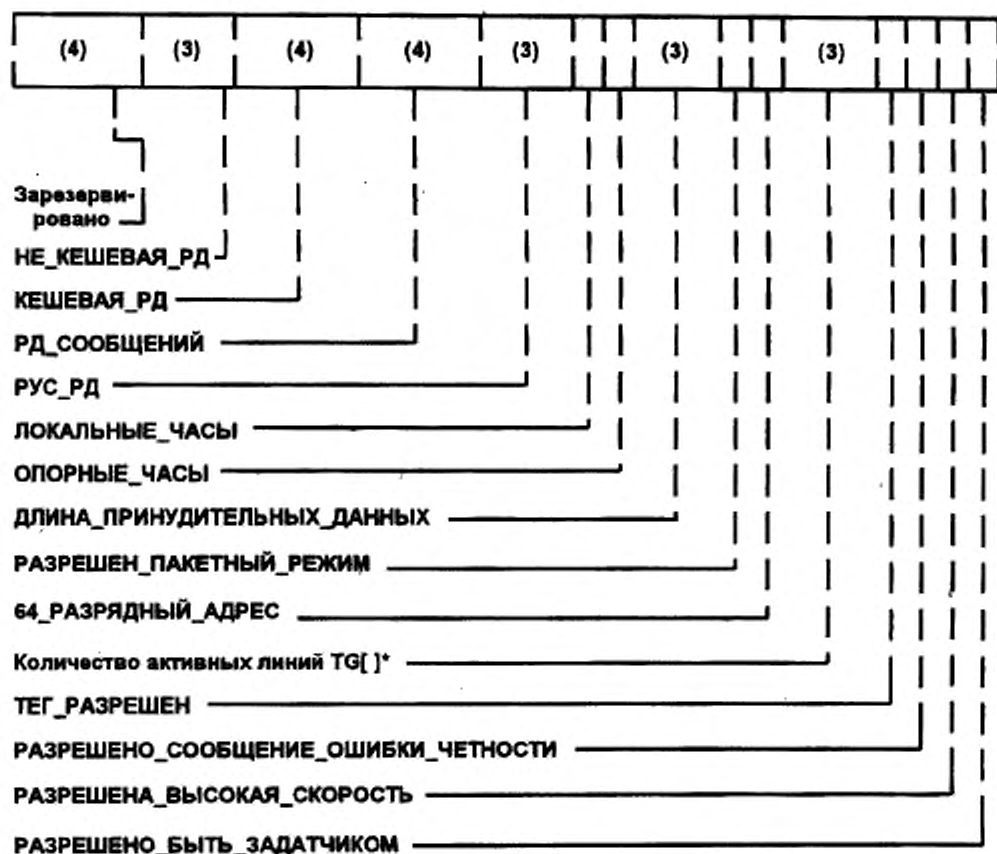 (4) (3) (4) (4) (3) (3) (3)
Зарезерви-
ровано
НЕ_КЕШЕВАЯ_РД
КЕШЕВАЯ_РД
РД_СООБЩЕНИЙ
РУС_РД
ЛОКАЛЬНЫЕ_ЧАСЫ
ОПОРНЫЕ_ЧАСЫ
ДЛИНА_ПРИНУДИТЕЛЬНЫХ_ДАННЫХ
РАЗРЕШЕН_ПАКЕТНЫЙ_РЕЖИМ
64_РАЗРЯДНЫЙ_АДРЕС
Количество активных линий TG[ ]*
ТЕГ_РАЗРЕШЕН
РАЗРЕШЕНО_СООБЩЕНИЕ_ОШИБКИ_ЧЕТНОСТИ
РАЗРЕШЕНА_ВЫСОКАЯ_СКОРОСТЬ
РАЗРЕШЕНО_БЫТЬ_ЗАДАТЧИКОМ